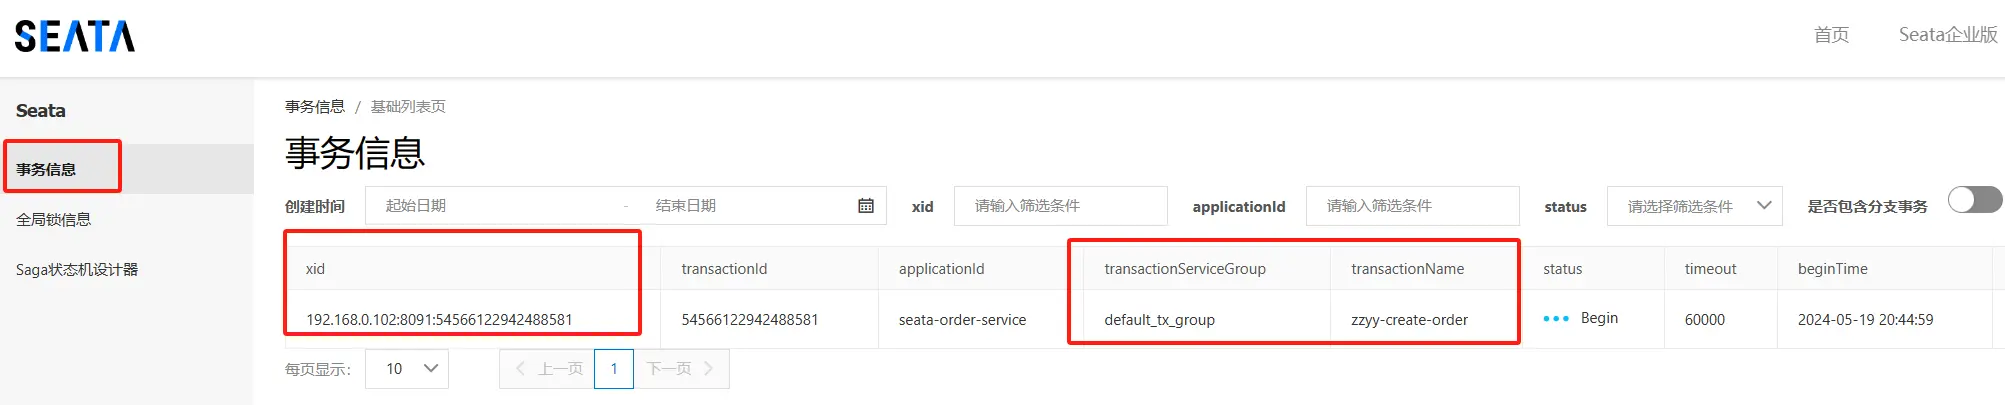 SEATA
首页 Seata企业版
Seata
事务信息
全局锁信息
Saga状态机设计器
事务信息 / 基础列表页
事务信息
创建时间 起始日期 - 结束日期 xid 请输入筛选条件 applicationId 请输入筛选条件 status 请选择筛选条件 是否包含分支事务
xid transactionId applicationId transactionServiceGroup transactionName status timeout beginTime
192.168.0.102:8091:54566122942488581 54566122942488581 seata-order-service default_tx_group zzyy-create-order Begin 60000 2024-05-19 20:44:59
每页显示: 10 上一页 1 下一页